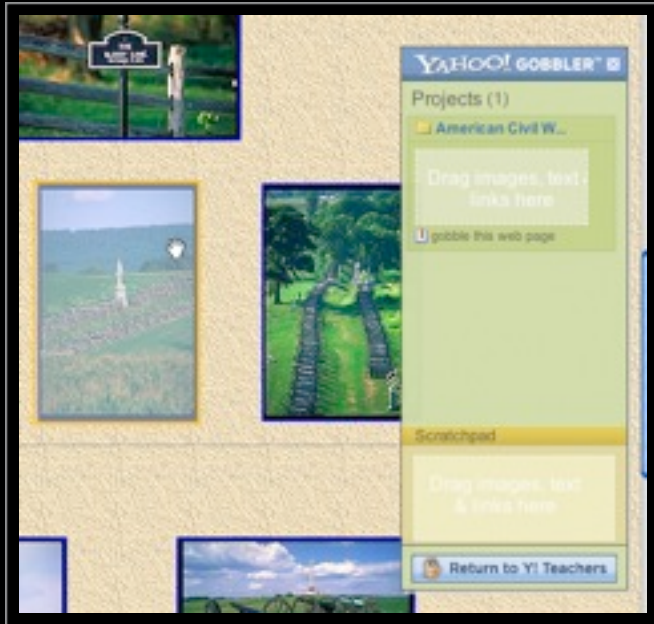 YAHOO! GOBBLER™
Projects (1)
American Civil W...
Drag images, text
links here
gobble this web page
Scratchpad
Drag images, text
& links here
Return to Y! Teachers